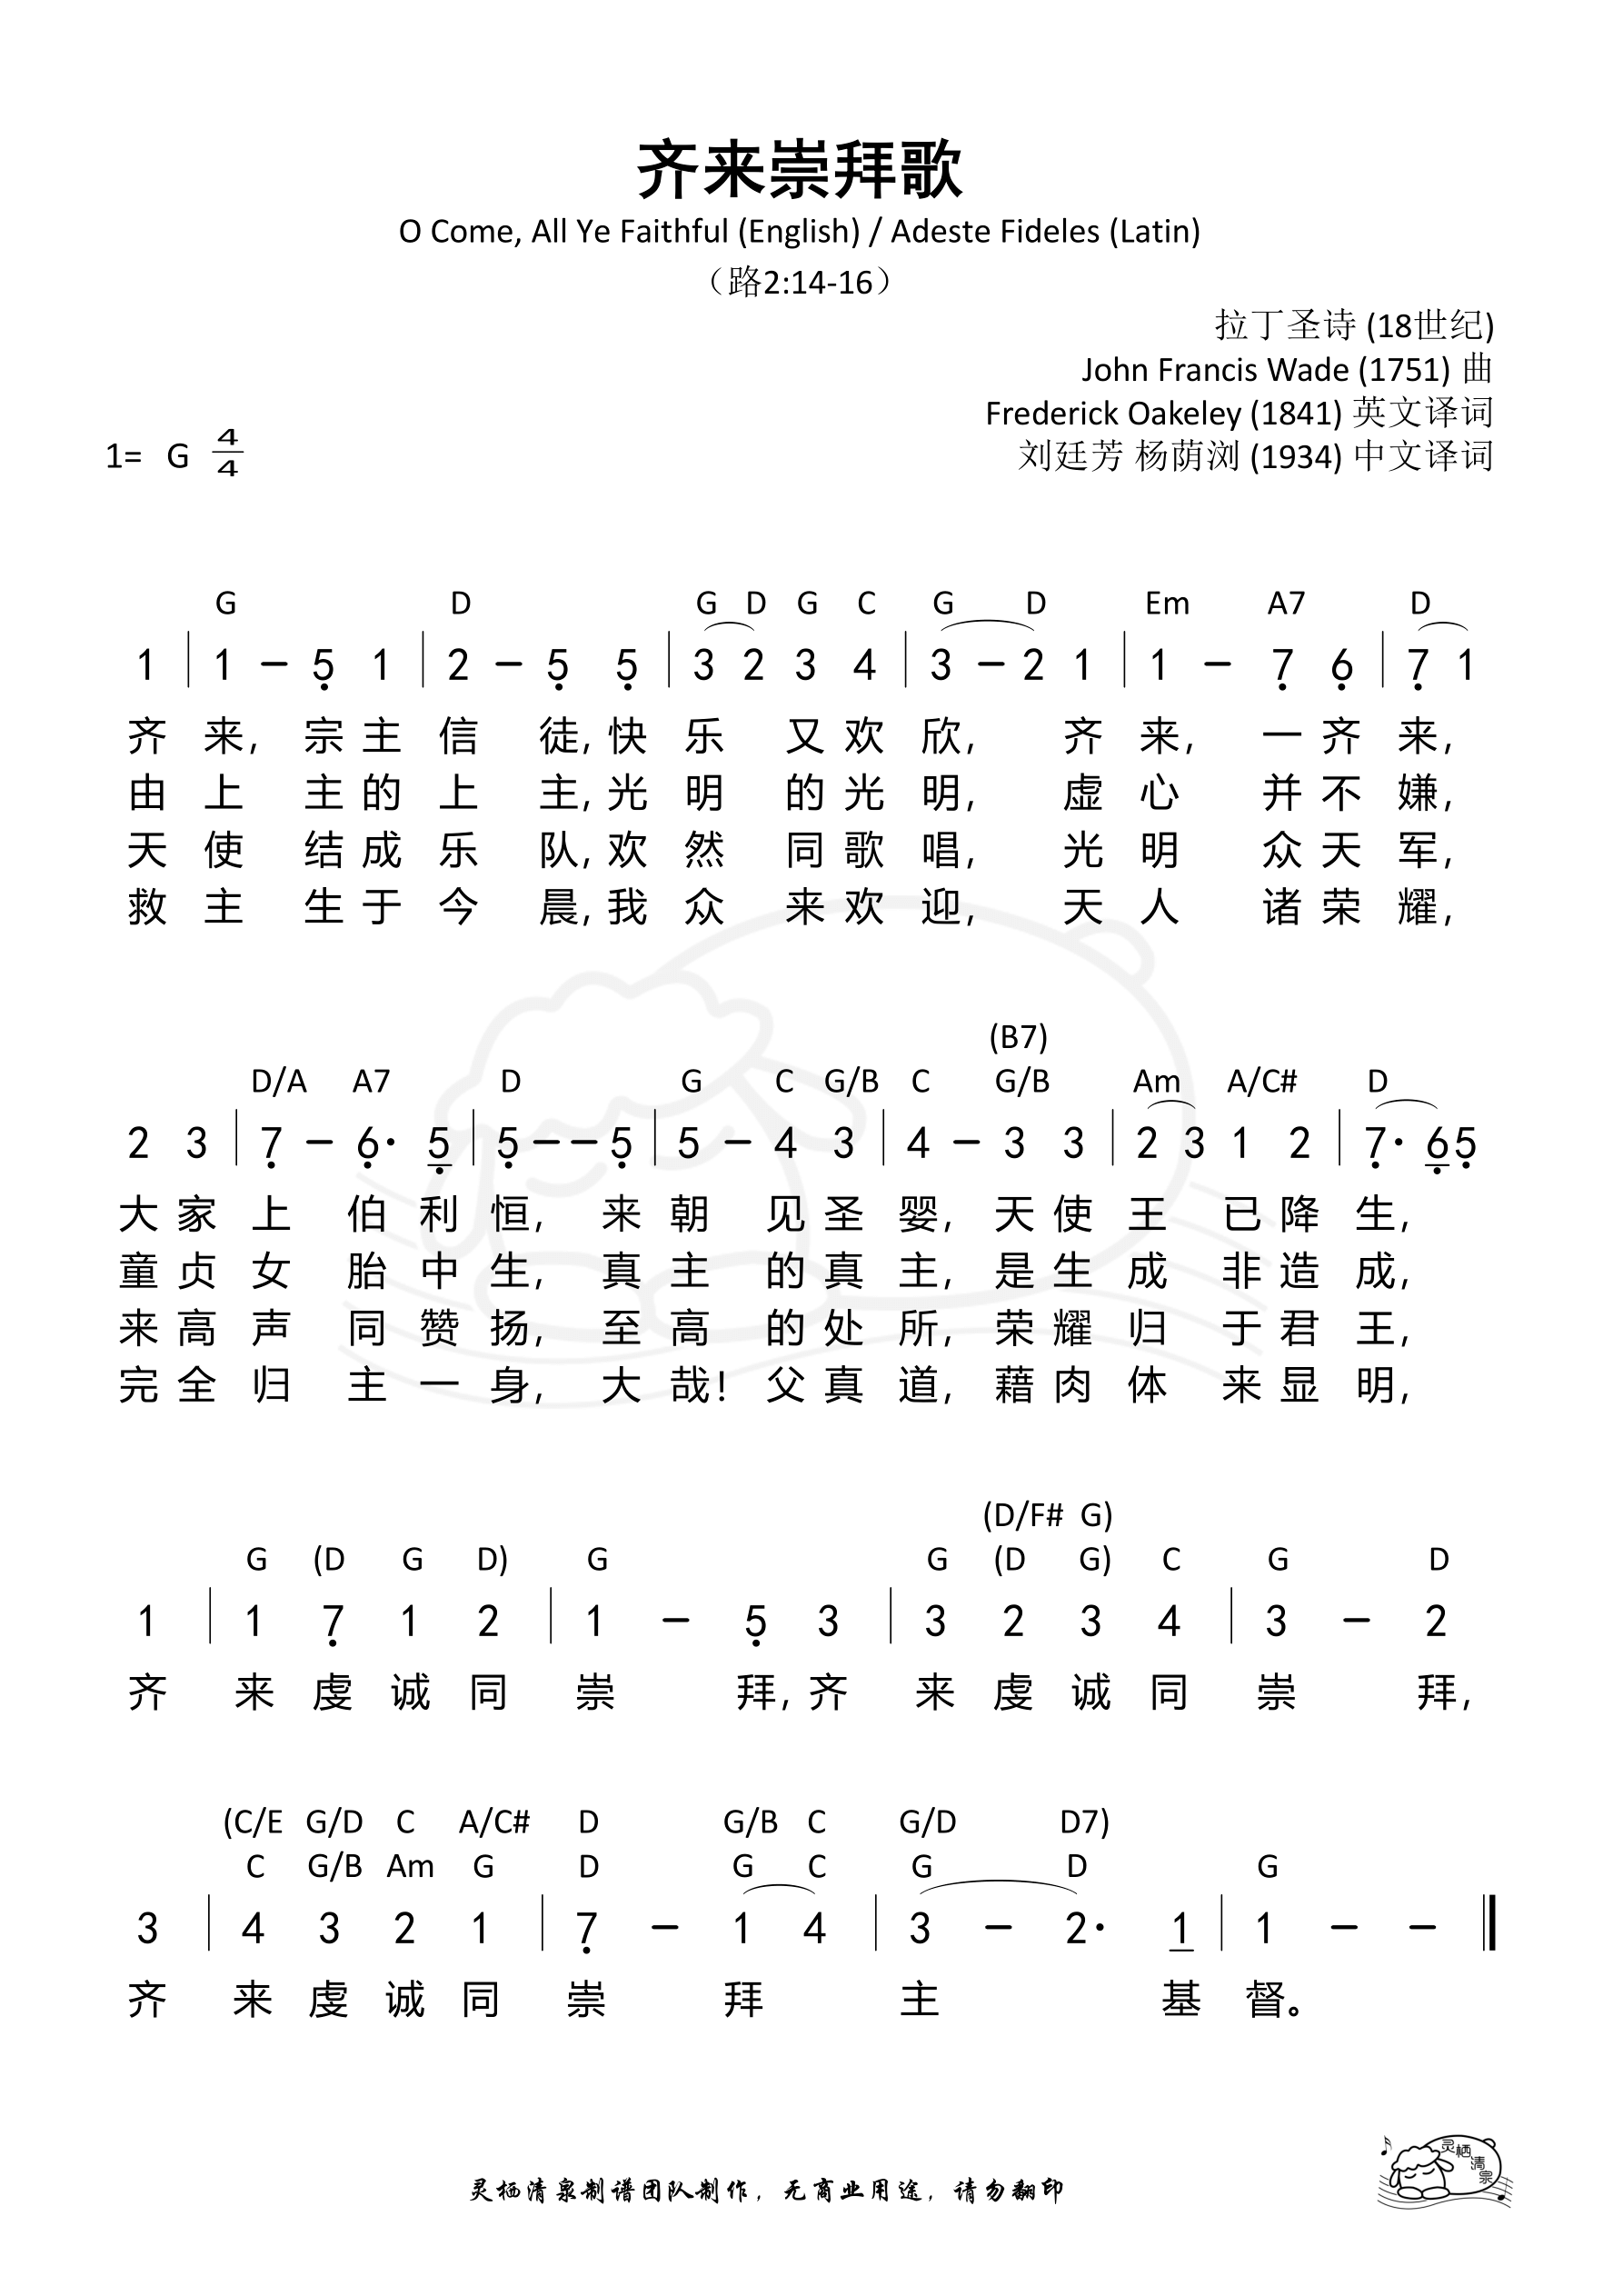 齐来崇拜歌
O Come, All Ye Faithful (English) / Adeste Fideles (Latin)
（路2:14-16）
拉丁圣诗 (18世纪)
John Francis Wade (1751) 曲
Frederick Oakeley (1841) 英文译词
刘廷芳 杨荫浏 (1934) 中文译词
1= G 4/4
G D G D G C G D Em A7 D
1 | 1 – 5̣ 1 | 2 – 5̣ 5̣ | 3 2 3 4 | 3 – 2 1 | 1 – 7̣ 6̣ | 7̣ 1
齐 来, 宗 主 信 徒, 快 乐 又 欢 欣, 齐 来, 一 齐 来,
由 上 主 的 上 主, 光 明 的 光 明, 虚 心 并 不 嫌,
天 使 结 成 乐 队, 欢 然 同 歌 唱, 光 明 众 天 军,
救 主 生 于 今 晨, 我 众 来 欢 迎, 天 人 诸 荣 耀,
(B7)
D/A A7 D G C G/B C G/B Am A/C# D
2 3 | 7̣ – 6̣· 5̣ | 5̣ – – 5̣ | 5 – 4 3 | 4 – 3 3 | 2 3 1 2 | 7̣· 6̣ 5̣
大 家 上 伯 利 恒, 来 朝 见 圣 婴, 天 使 王 已 降 生,
童 贞 女 胎 中 生, 真 主 的 真 主, 是 生 成 非 造 成,
来 高 声 同 赞 扬, 至 高 的 处 所, 荣 耀 归 于 君 王,
完 全 归 主 一 身, 大 哉! 父 真 道, 藉 肉 体 来 显 明,
(D/F# G)
G (D G D) G G (D G) C G D
1 | 1 7̣ 1 2 | 1 – 5̣ 3 | 3 2 3 4 | 3 – 2
齐 来 虔 诚 同 崇 拜, 齐 来 虔 诚 同 崇 拜,
(C/E G/D C A/C# D G/B C G/D D7)
C G/B Am G D G C G D G
3 | 4 3 2 1 | 7̣ – 1 4 | 3 – 2· 1 | 1 – – ‖
齐 来 虔 诚 同 崇 拜 主 基 督。
灵栖清泉
灵栖清泉制谱团队制作，无商业用途，请勿翻印